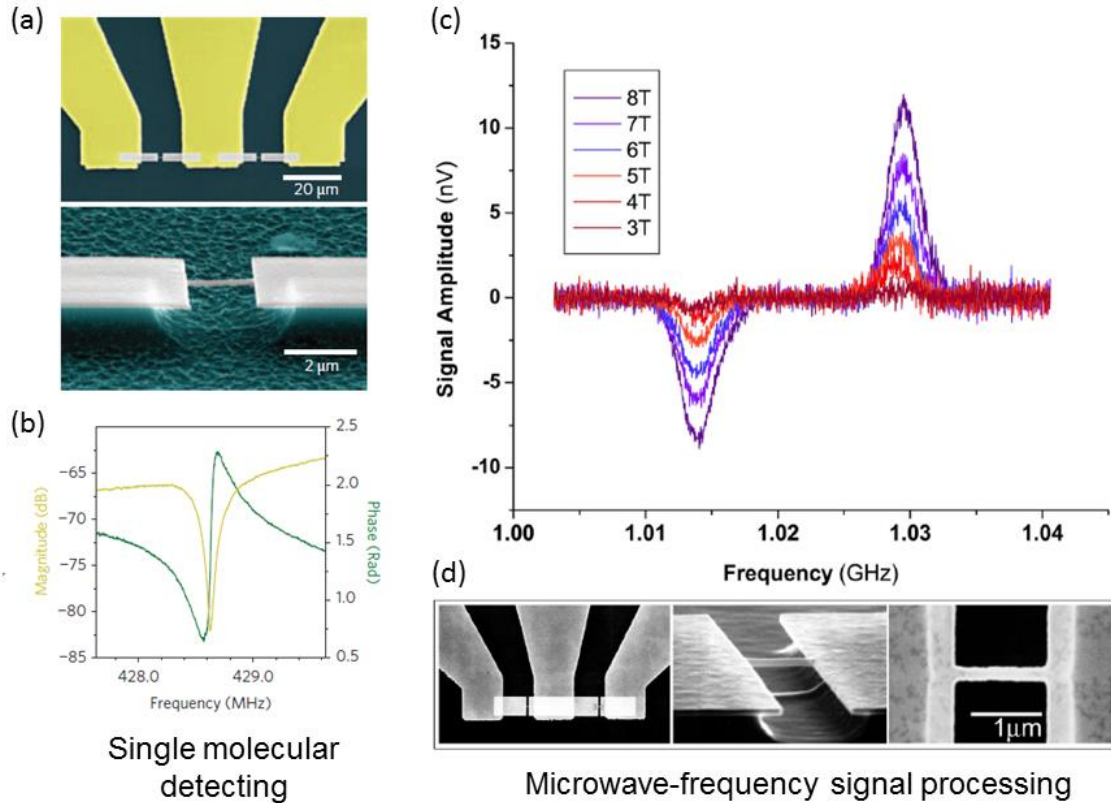 (a)
20 μm
2 μm
(b)
Magnitude (dB)
−65
−70
−75
−80
−85
2.5
2.0
1.5
1.0
0.5
Phase (Rad)
428.0
429.0
Frequency (MHz)
Single molecular
detecting
(c)
Signal Amplitude (nV)
15
10
5
0
-5
-10
8T
7T
6T
5T
4T
3T
1.00
1.01
1.02
1.03
1.04
Frequency (GHz)
(d)
1μm
Microwave-frequency signal processing